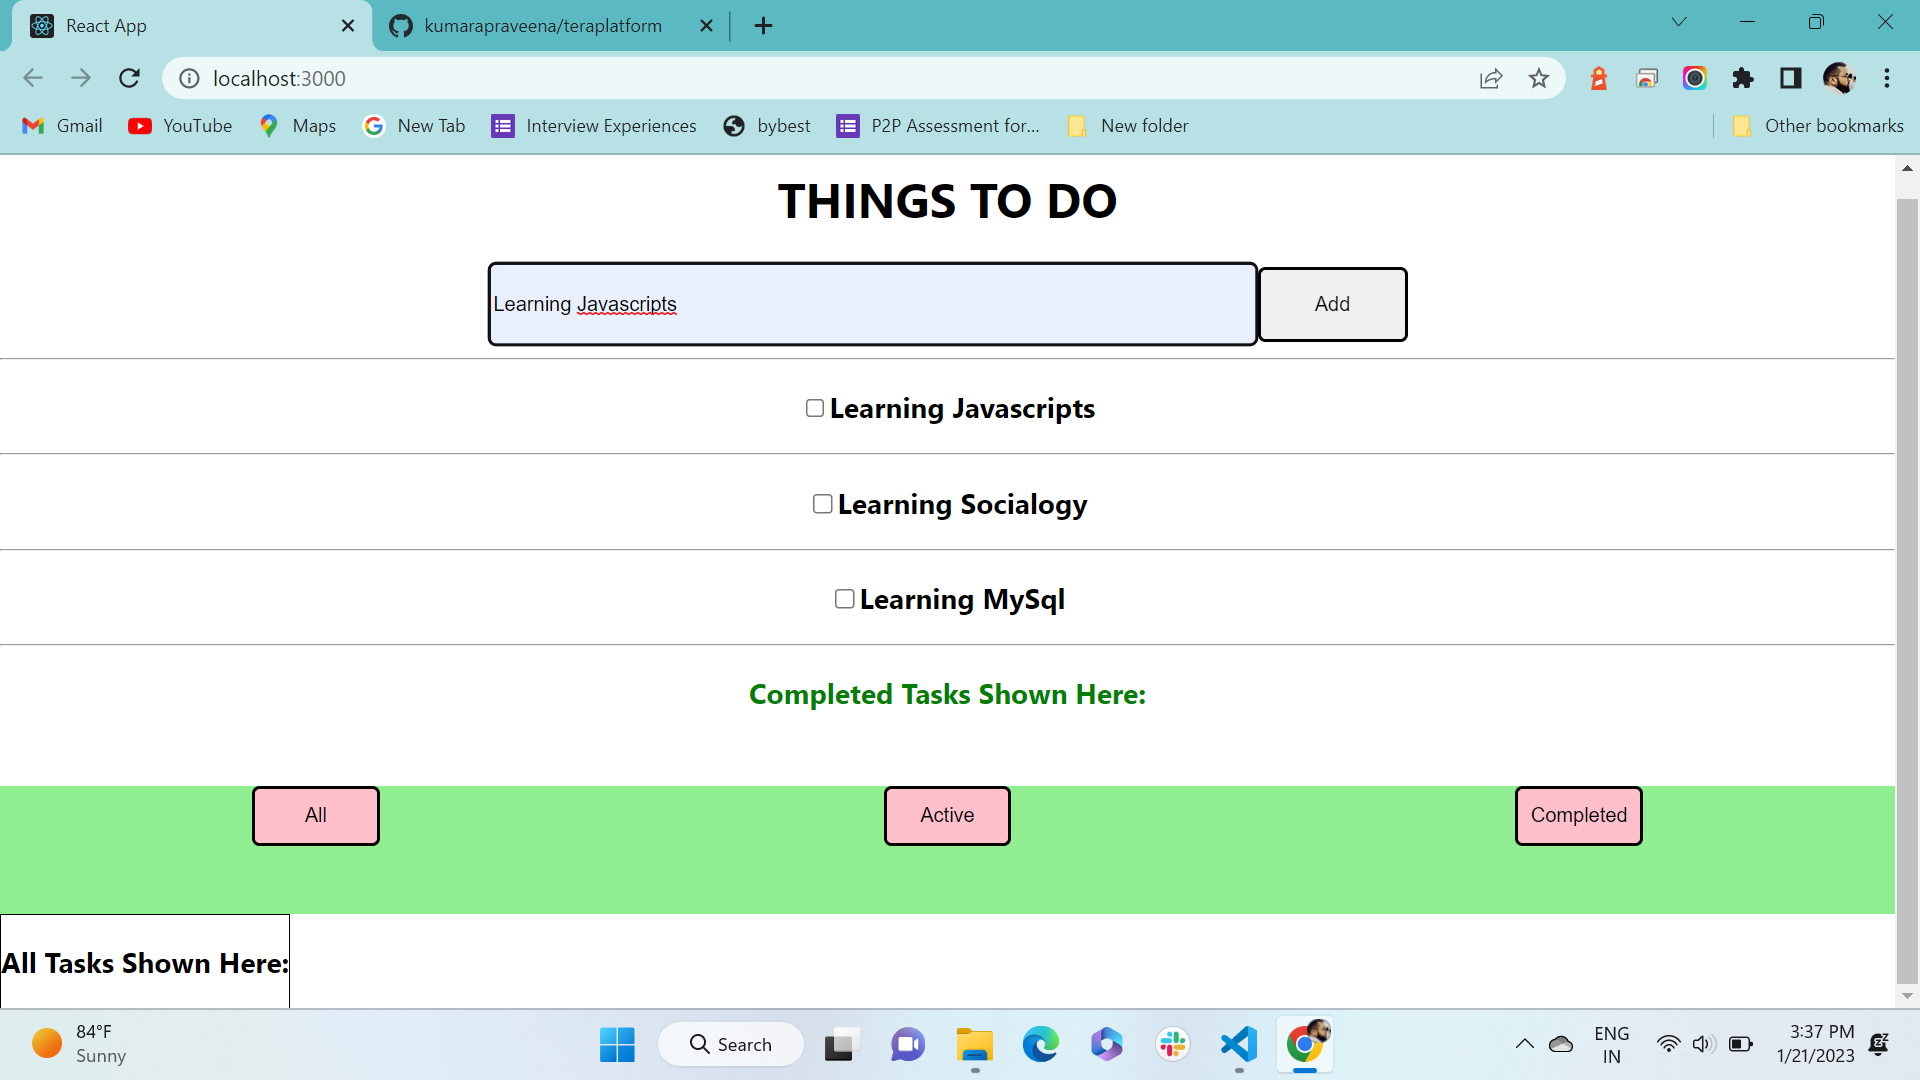 React App
kumarapraveena/teraplatform
localhost:3000
Gmail YouTube Maps New Tab Interview Experiences bybest P2P Assessment for... New folder Other bookmarks
THINGS TO DO
Learning Javascripts Add
Learning Javascripts
Learning Socialogy
Learning MySql
Completed Tasks Shown Here:
All Active Completed
All Tasks Shown Here:
84°F
Sunny
Search
ENG
IN
3:37 PM
1/21/2023